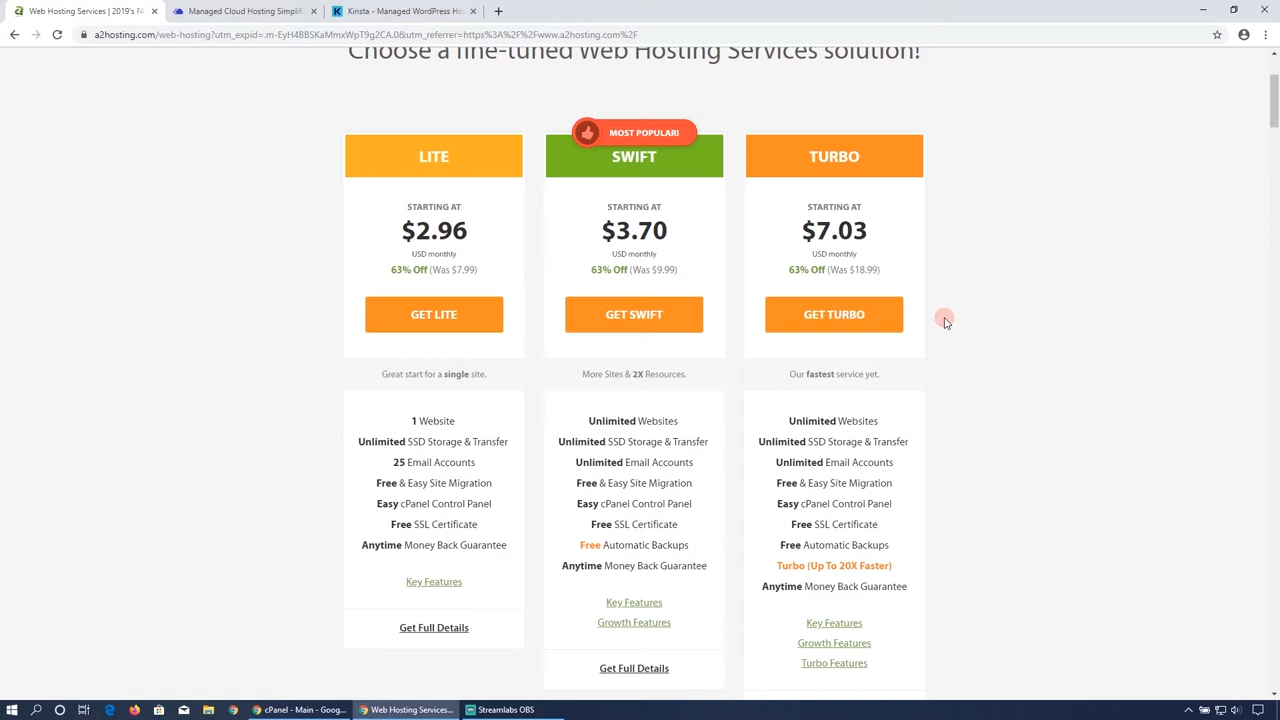 Web Hosting Services | 2019's FA
Managed Cloud Hosting Simplifi
Kinsta - Managed WordPress Ho
a2hosting.com/web-hosting?utm_expid=.m-EyH4BBSKaMmxWpT9g2CA.0&utm_referrer=https%3A%2F%2Fwww.a2hosting.com%2F
Choose a fine-tuned Web Hosting Services solution!
MOST POPULAR!
LITE
SWIFT
TURBO
STARTING AT
$2.96
USD monthly
63% Off (Was $7.99)
GET LITE
Great start for a single site.
1 Website
Unlimited SSD Storage & Transfer
25 Email Accounts
Free & Easy Site Migration
Easy cPanel Control Panel
Free SSL Certificate
Anytime Money Back Guarantee
Key Features
Get Full Details
STARTING AT
$3.70
USD monthly
63% Off (Was $9.99)
GET SWIFT
More Sites & 2X Resources.
Unlimited Websites
Unlimited SSD Storage & Transfer
Unlimited Email Accounts
Free & Easy Site Migration
Easy cPanel Control Panel
Free SSL Certificate
Free Automatic Backups
Anytime Money Back Guarantee
Key Features
Growth Features
Get Full Details
STARTING AT
$7.03
USD monthly
63% Off (Was $18.99)
GET TURBO
Our fastest service yet.
Unlimited Websites
Unlimited SSD Storage & Transfer
Unlimited Email Accounts
Free & Easy Site Migration
Easy cPanel Control Panel
Free SSL Certificate
Free Automatic Backups
Turbo (Up To 20X Faster)
Anytime Money Back Guarantee
Key Features
Growth Features
Turbo Features
cPanel - Main - Goog...
Web Hosting Services...
Streamlabs OBS